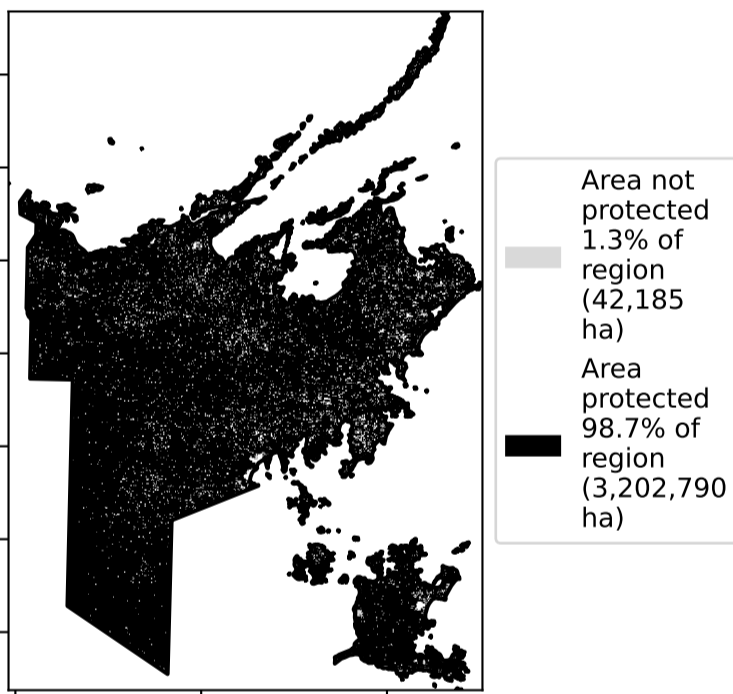 Area not
protected
1.3% of
region
(42,185
ha)
Area
protected
98.7% of
region
(3,202,790
ha)